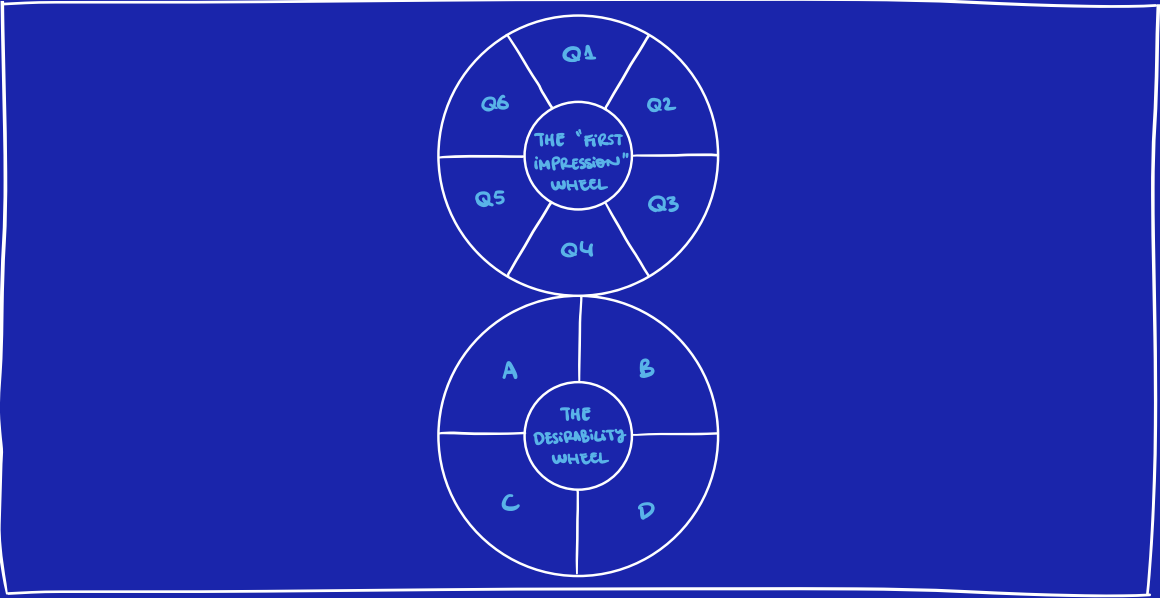 Q1
Q6
Q2
THE "FIRST
IMPRESSION"
WHEEL
Q5
Q3
Q4
A
B
THE
DESIRABILITY
WHEEL
C
D